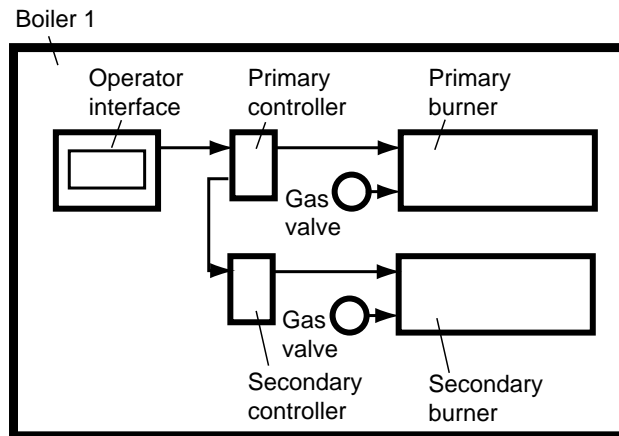 Boiler 1
Operator
interface
Primary
controller
Primary
burner
Gas
valve
Gas
valve
Secondary
controller
Secondary
burner